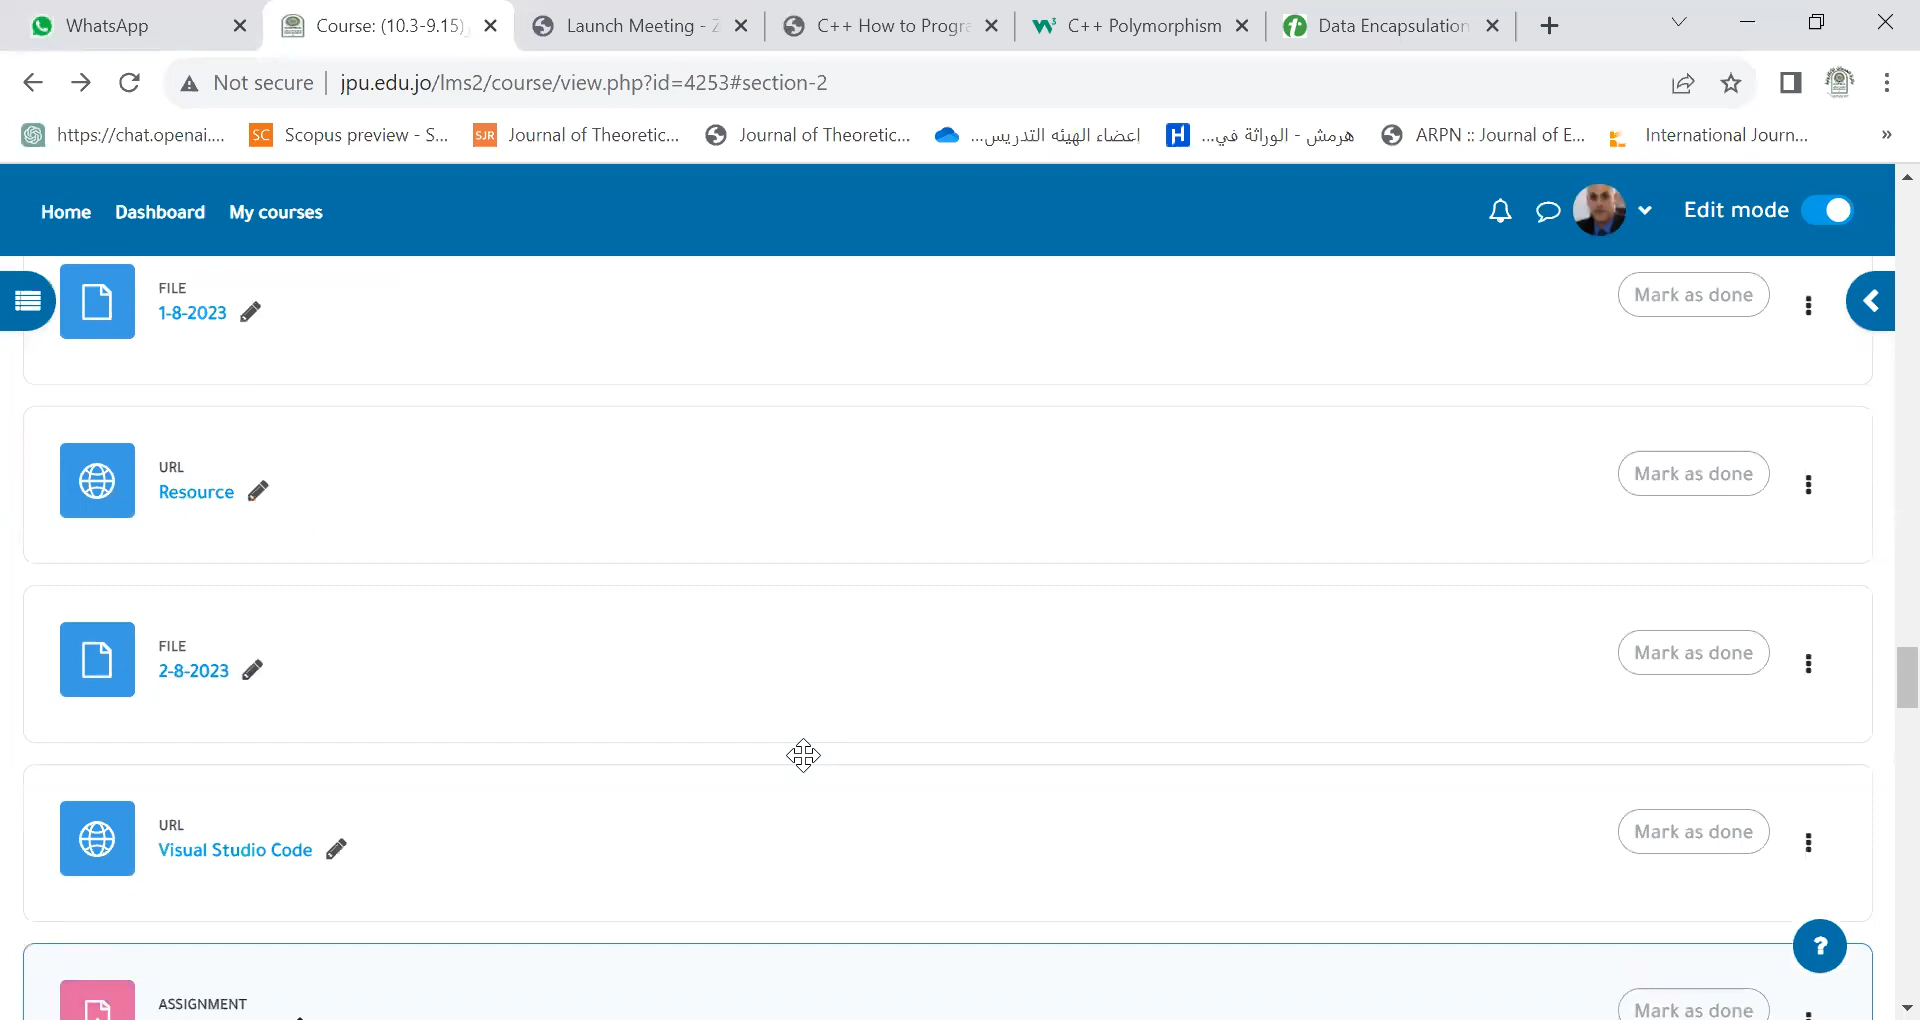 WhatsApp
Course: (10.3-9.15)
Launch Meeting - Z
C++ How to Progra
C++ Polymorphism
Data Encapsulation
Not secure
jpu.edu.jo/lms2/course/view.php?id=4253#section-2
https://chat.openai....
SC
Scopus preview - S...
SJR
Journal of Theoretic...
Journal of Theoretic...
اعضاء الهيئه التدريس...
H
هرمش - الوراثة في...
ARPN :: Journal of E...
International Journ...
»
Home
Dashboard
My courses
Edit mode
FILE
1-8-2023
Mark as done
URL
Resource
Mark as done
FILE
2-8-2023
Mark as done
URL
Visual Studio Code
Mark as done
?
ASSIGNMENT
Mark as done